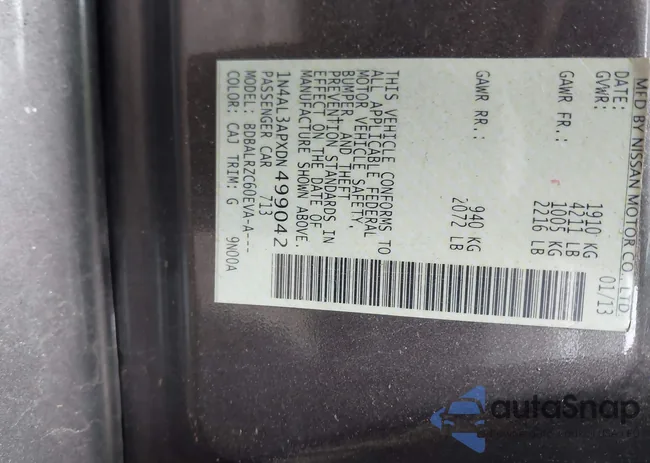 MFD BY NISSAN MOTOR CO., LTD.
DATE: 01/13
GVWR: 1910 KG
4211 LB
GAWR FR.: 1005 KG
2216 LB
GAWR RR.: 940 KG
2072 LB
THIS VEHICLE CONFORMS TO
ALL APPLICABLE FEDERAL
MOTOR VEHICLE SAFETY,
BUMPER AND THEFT
PREVENTION STANDARDS IN
EFFECT ON THE DATE OF
MANUFACTURE SHOWN ABOVE.
1N4AL3APXDN499042
PASSENGER CAR 713
MODEL: BDBALRZC60EVA-A---
COLOR: CAJ TRIM: G 9N00A
autoSnap